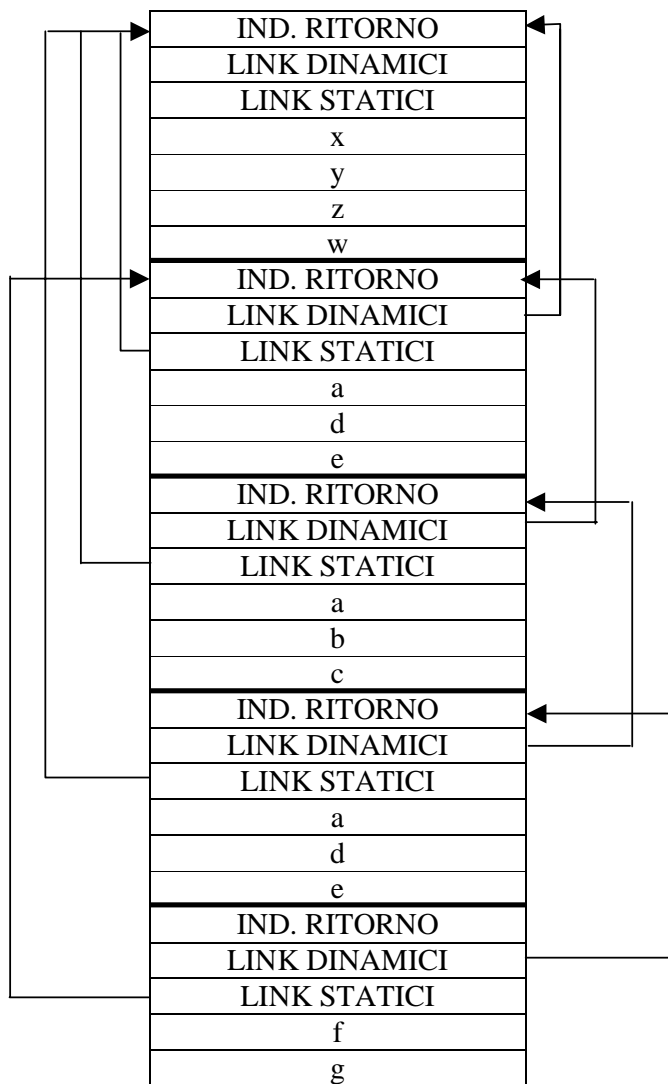 IND. RITORNO
LINK DINAMICI
LINK STATICI
x
y
z
w
IND. RITORNO
LINK DINAMICI
LINK STATICI
a
d
e
IND. RITORNO
LINK DINAMICI
LINK STATICI
a
b
c
IND. RITORNO
LINK DINAMICI
LINK STATICI
a
d
e
IND. RITORNO
LINK DINAMICI
LINK STATICI
f
g